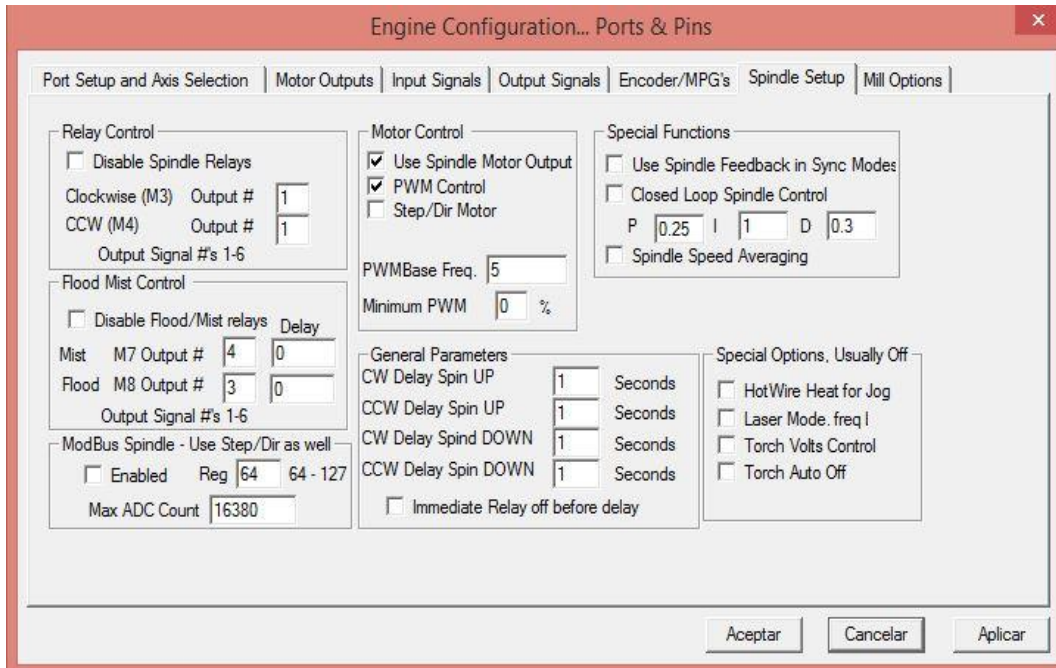 Engine Configuration... Ports & Pins
x
Port Setup and Axis Selection
Motor Outputs
Input Signals
Output Signals
Encoder/MPG's
Spindle Setup
Mill Options
Relay Control
Disable Spindle Relays
Clockwise (M3) Output # 1
CCW (M4) Output # 1
Output Signal #'s 1-6
Flood Mist Control
Disable Flood/Mist relays Delay
Mist M7 Output # 4 0
Flood M8 Output # 3 0
Output Signal #'s 1-6
ModBus Spindle - Use Step/Dir as well
Enabled Reg 64 64 - 127
Max ADC Count 16380
Motor Control
Use Spindle Motor Output
PWM Control
Step/Dir Motor
PWMBase Freq. 5
Minimum PWM 0 %
General Parameters
CW Delay Spin UP 1 Seconds
CCW Delay Spin UP 1 Seconds
CW Delay Spind DOWN 1 Seconds
CCW Delay Spin DOWN 1 Seconds
Immediate Relay off before delay
Special Functions
Use Spindle Feedback in Sync Modes
Closed Loop Spindle Control
P 0.25 I 1 D 0.3
Spindle Speed Averaging
Special Options, Usually Off
HotWire Heat for Jog
Laser Mode. freq l
Torch Volts Control
Torch Auto Off
Aceptar
Cancelar
Aplicar